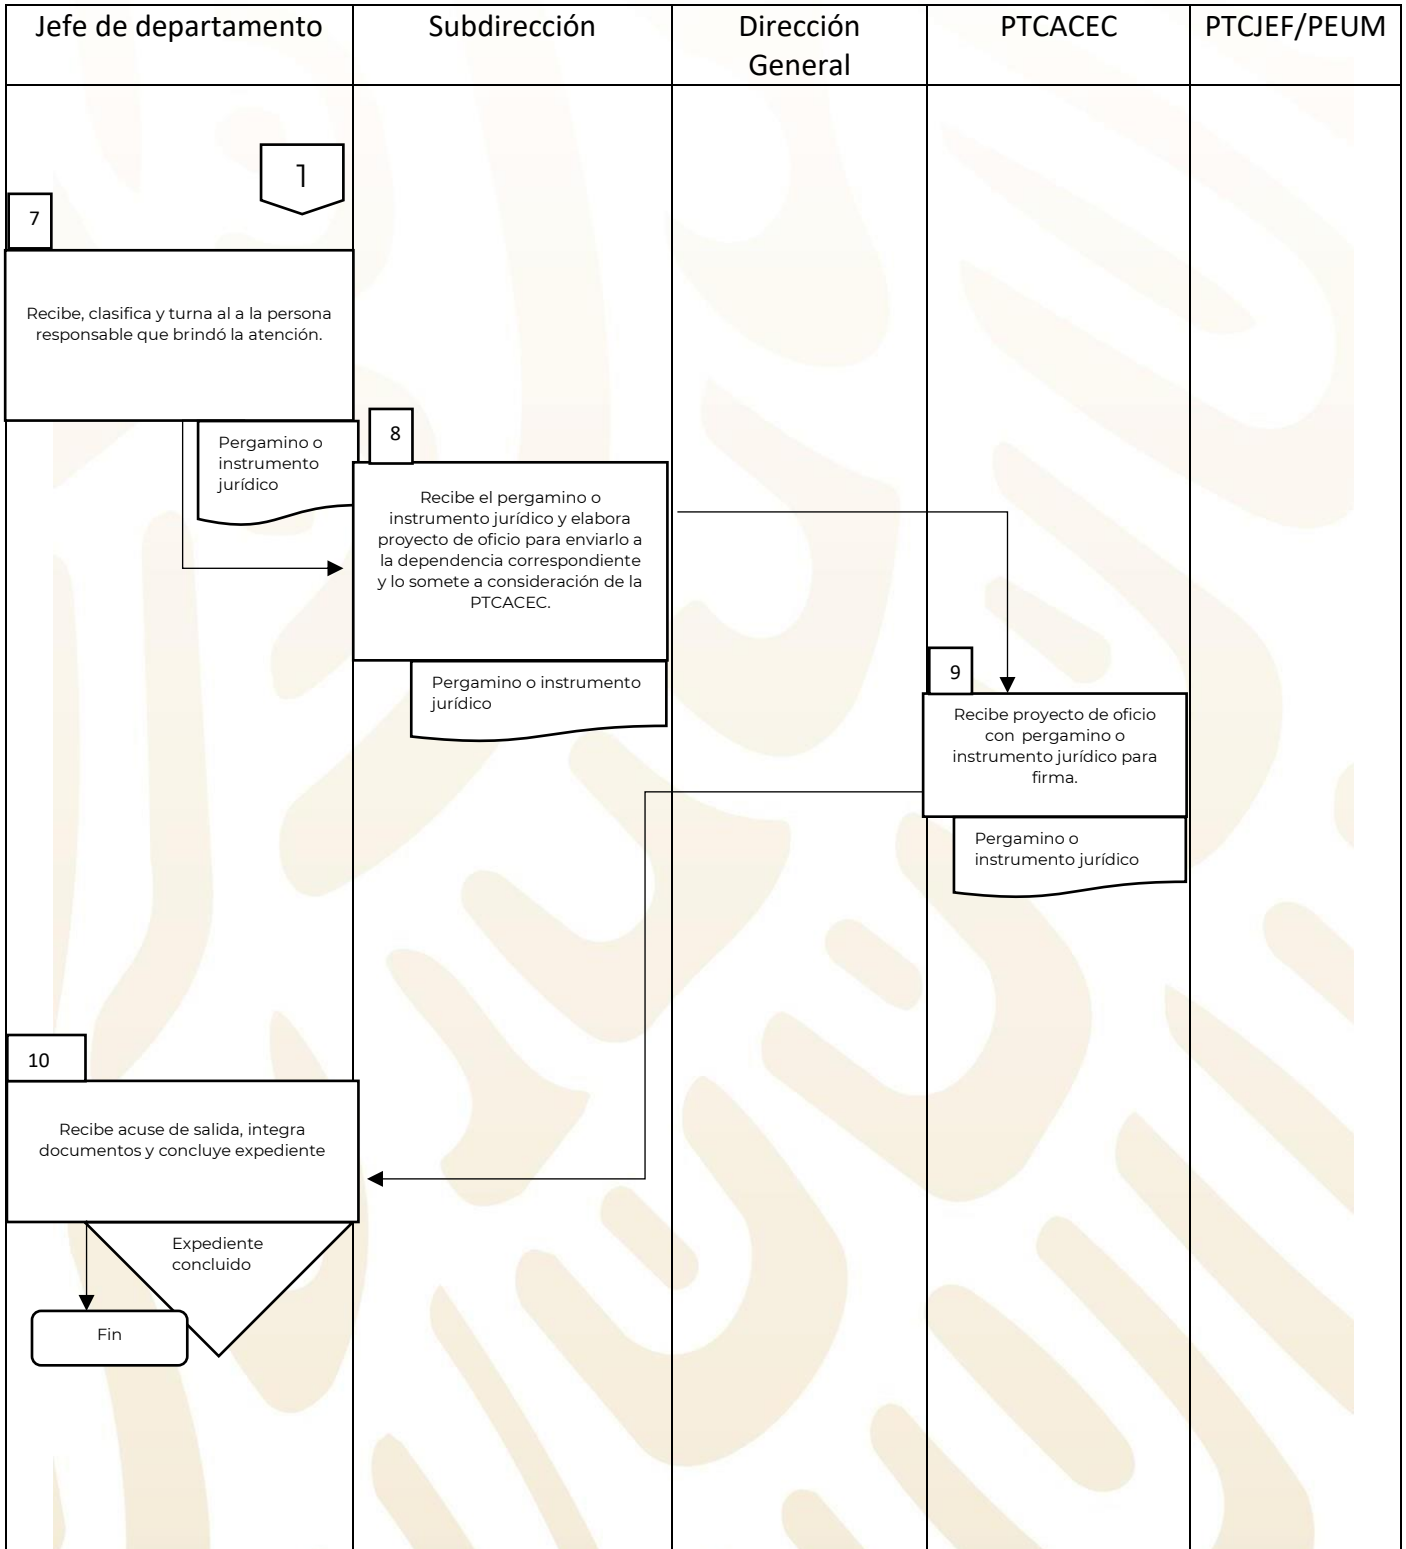 Jefe de departamento
Subdirección
Dirección
General
PTCACEC
PTCJEF/PEUM
1
7
Recibe, clasifica y turna al a la persona
responsable que brindó la atención.
Pergamino o
instrumento
jurídico
8
Recibe el pergamino o
instrumento jurídico y elabora
proyecto de oficio para enviarlo a
la dependencia correspondiente
y lo somete a consideración de la
PTCACEC.
Pergamino o instrumento
jurídico
9
Recibe proyecto de oficio
con pergamino o
instrumento jurídico para
firma.
Pergamino o
instrumento jurídico
10
Recibe acuse de salida, integra
documentos y concluye expediente
Expediente
concluido
Fin